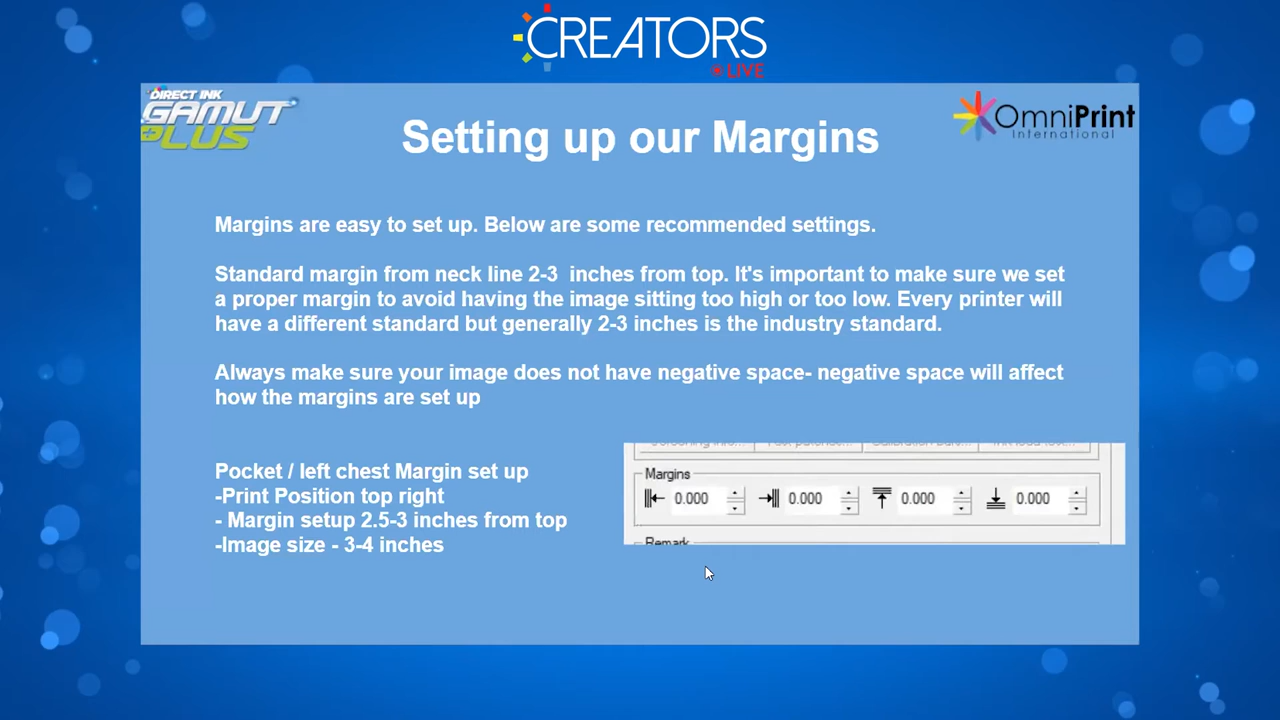 CREATORS
LIVE
DIRECT INK
GAMUT
PLUS
OmniPrint
International
Setting up our Margins
Margins are easy to set up. Below are some recommended settings.
Standard margin from neck line 2-3  inches from top. It's important to make sure we set
a proper margin to avoid having the image sitting too high or too low. Every printer will
have a different standard but generally 2-3 inches is the industry standard.
Always make sure your image does not have negative space- negative space will affect
how the margins are set up
Pocket / left chest Margin set up
-Print Position top right
- Margin setup 2.5-3 inches from top
-Image size - 3-4 inches
Margins
0.000 0.000 0.000 0.000
Remark